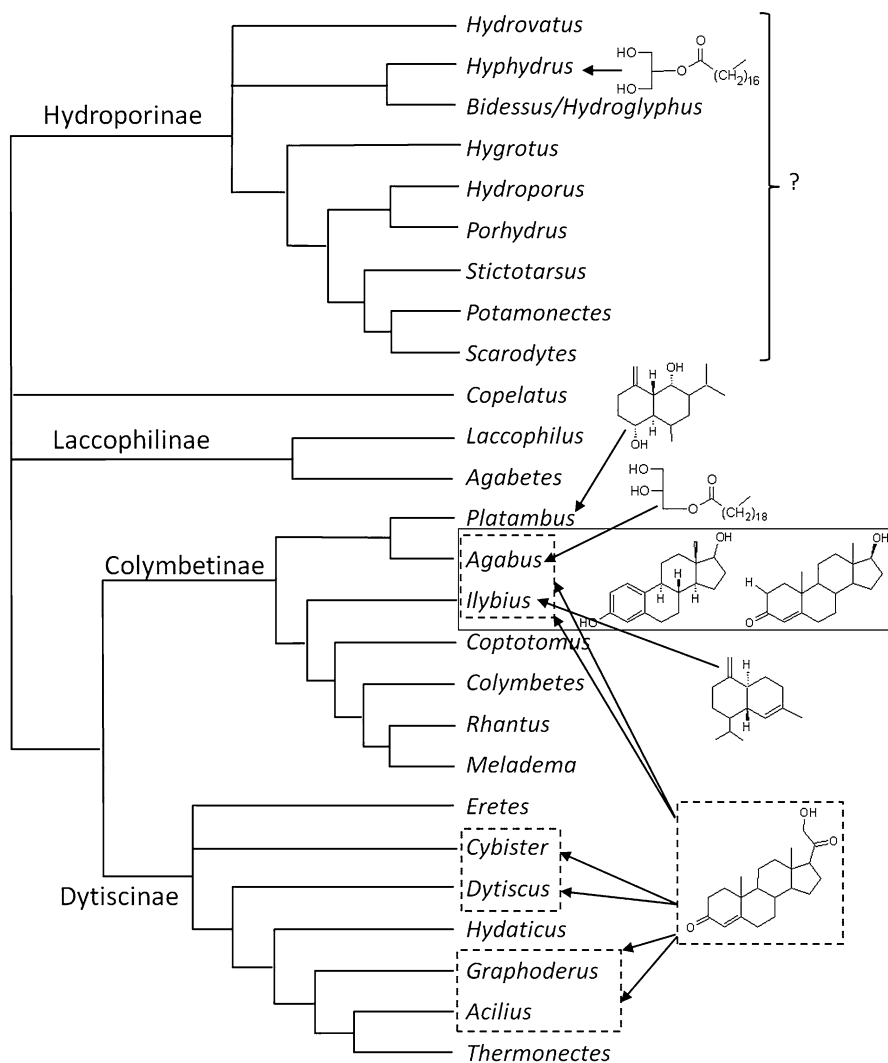 Hydrovatus
HO
O
Hyphydrus
O
(CH₂)₁₆
HO
Bidessus/Hydroglyphus
Hydroporinae
Hygrotus
?
Hydroporus
Porhydrus
Stictotarsus
Potamonectes
Scarodytes
OH
Copelatus
H
H
OH
Laccophilinae
Laccophilus
Agabetes
HO
O
HO
O
(CH₂)₁₈
Platambus
OH
OH
Colymbetinae
Agabus
H
H
H
H
Ilybius
HO
O
Coptotomus
H
Colymbetes
H
Rhantus
Meladema
Eretes
OH
Cybister
O
Dytiscinae
Dytiscus
Hydaticus
O
Graphoderus
Acilius
Thermonectes